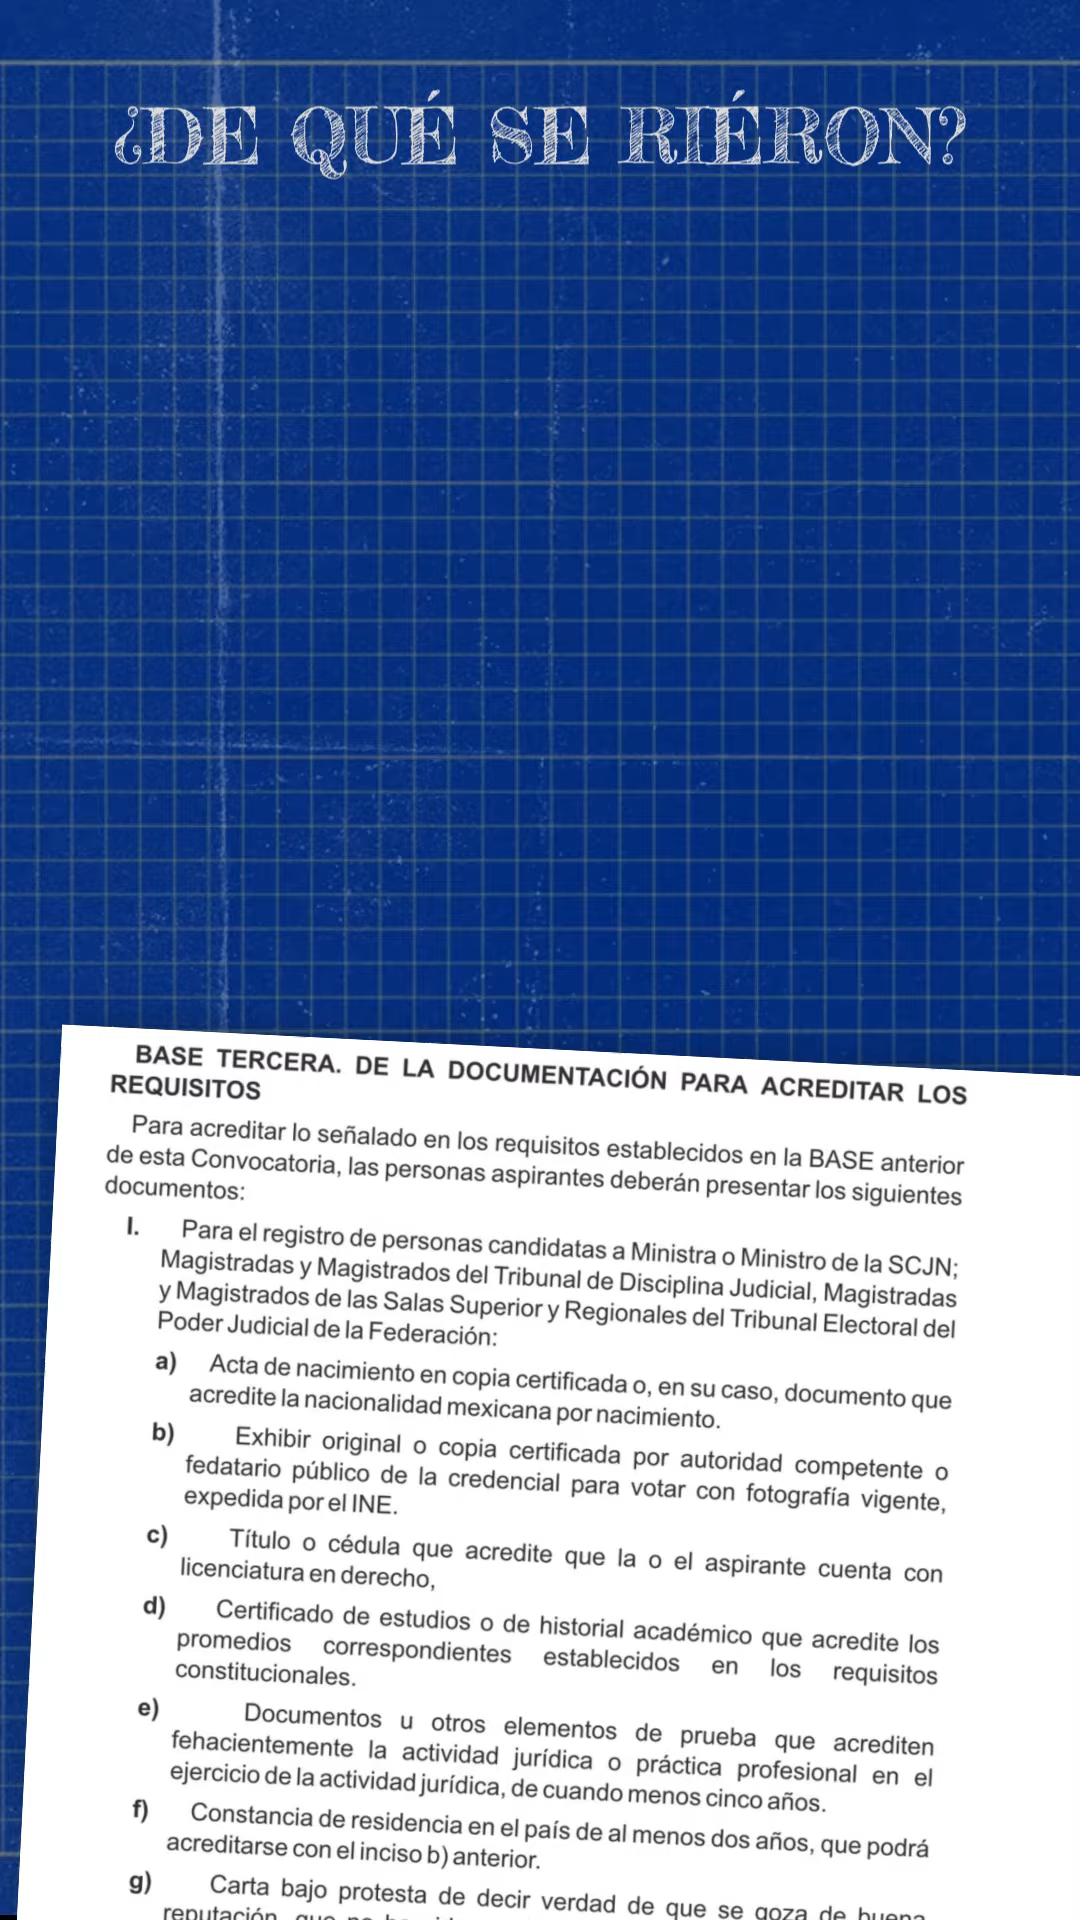 ¿DE QUÉ SE RIÉRON?
BASE TERCERA. DE LA DOCUMENTACIÓN PARA ACREDITAR LOS
REQUISITOS
Para acreditar lo señalado en los requisitos establecidos en la BASE anterior
de esta Convocatoria, las personas aspirantes deberán presentar los siguientes
documentos:
I. Para el registro de personas candidatas a Ministra o Ministro de la SCJN;
Magistradas y Magistrados del Tribunal de Disciplina Judicial, Magistradas
y Magistrados de las Salas Superior y Regionales del Tribunal Electoral del
Poder Judicial de la Federación:
a) Acta de nacimiento en copia certificada o, en su caso, documento que
acredite la nacionalidad mexicana por nacimiento.
b) Exhibir original o copia certificada por autoridad competente o
fedatario público de la credencial para votar con fotografía vigente,
expedida por el INE.
c) Título o cédula que acredite que la o el aspirante cuenta con
licenciatura en derecho,
d) Certificado de estudios o de historial académico que acredite los
promedios correspondientes establecidos en los requisitos
constitucionales.
e) Documentos u otros elementos de prueba que acrediten
fehacientemente la actividad jurídica o práctica profesional en el
ejercicio de la actividad jurídica, de cuando menos cinco años.
f) Constancia de residencia en el país de al menos dos años, que podrá
acreditarse con el inciso b) anterior.
g) Carta bajo protesta de decir verdad de que se goza de buena
reputación, que no